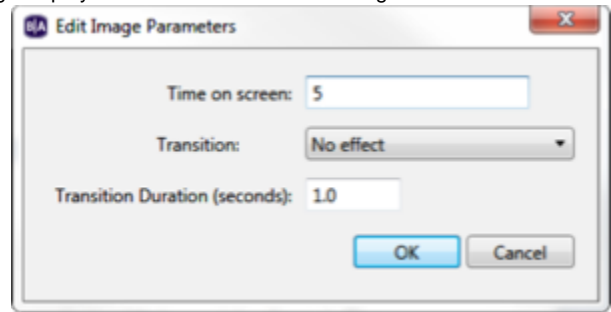 B|A Edit Image Parameters
Time on screen: 5
Transition: No effect
Transition Duration (seconds): 1.0
OK Cancel